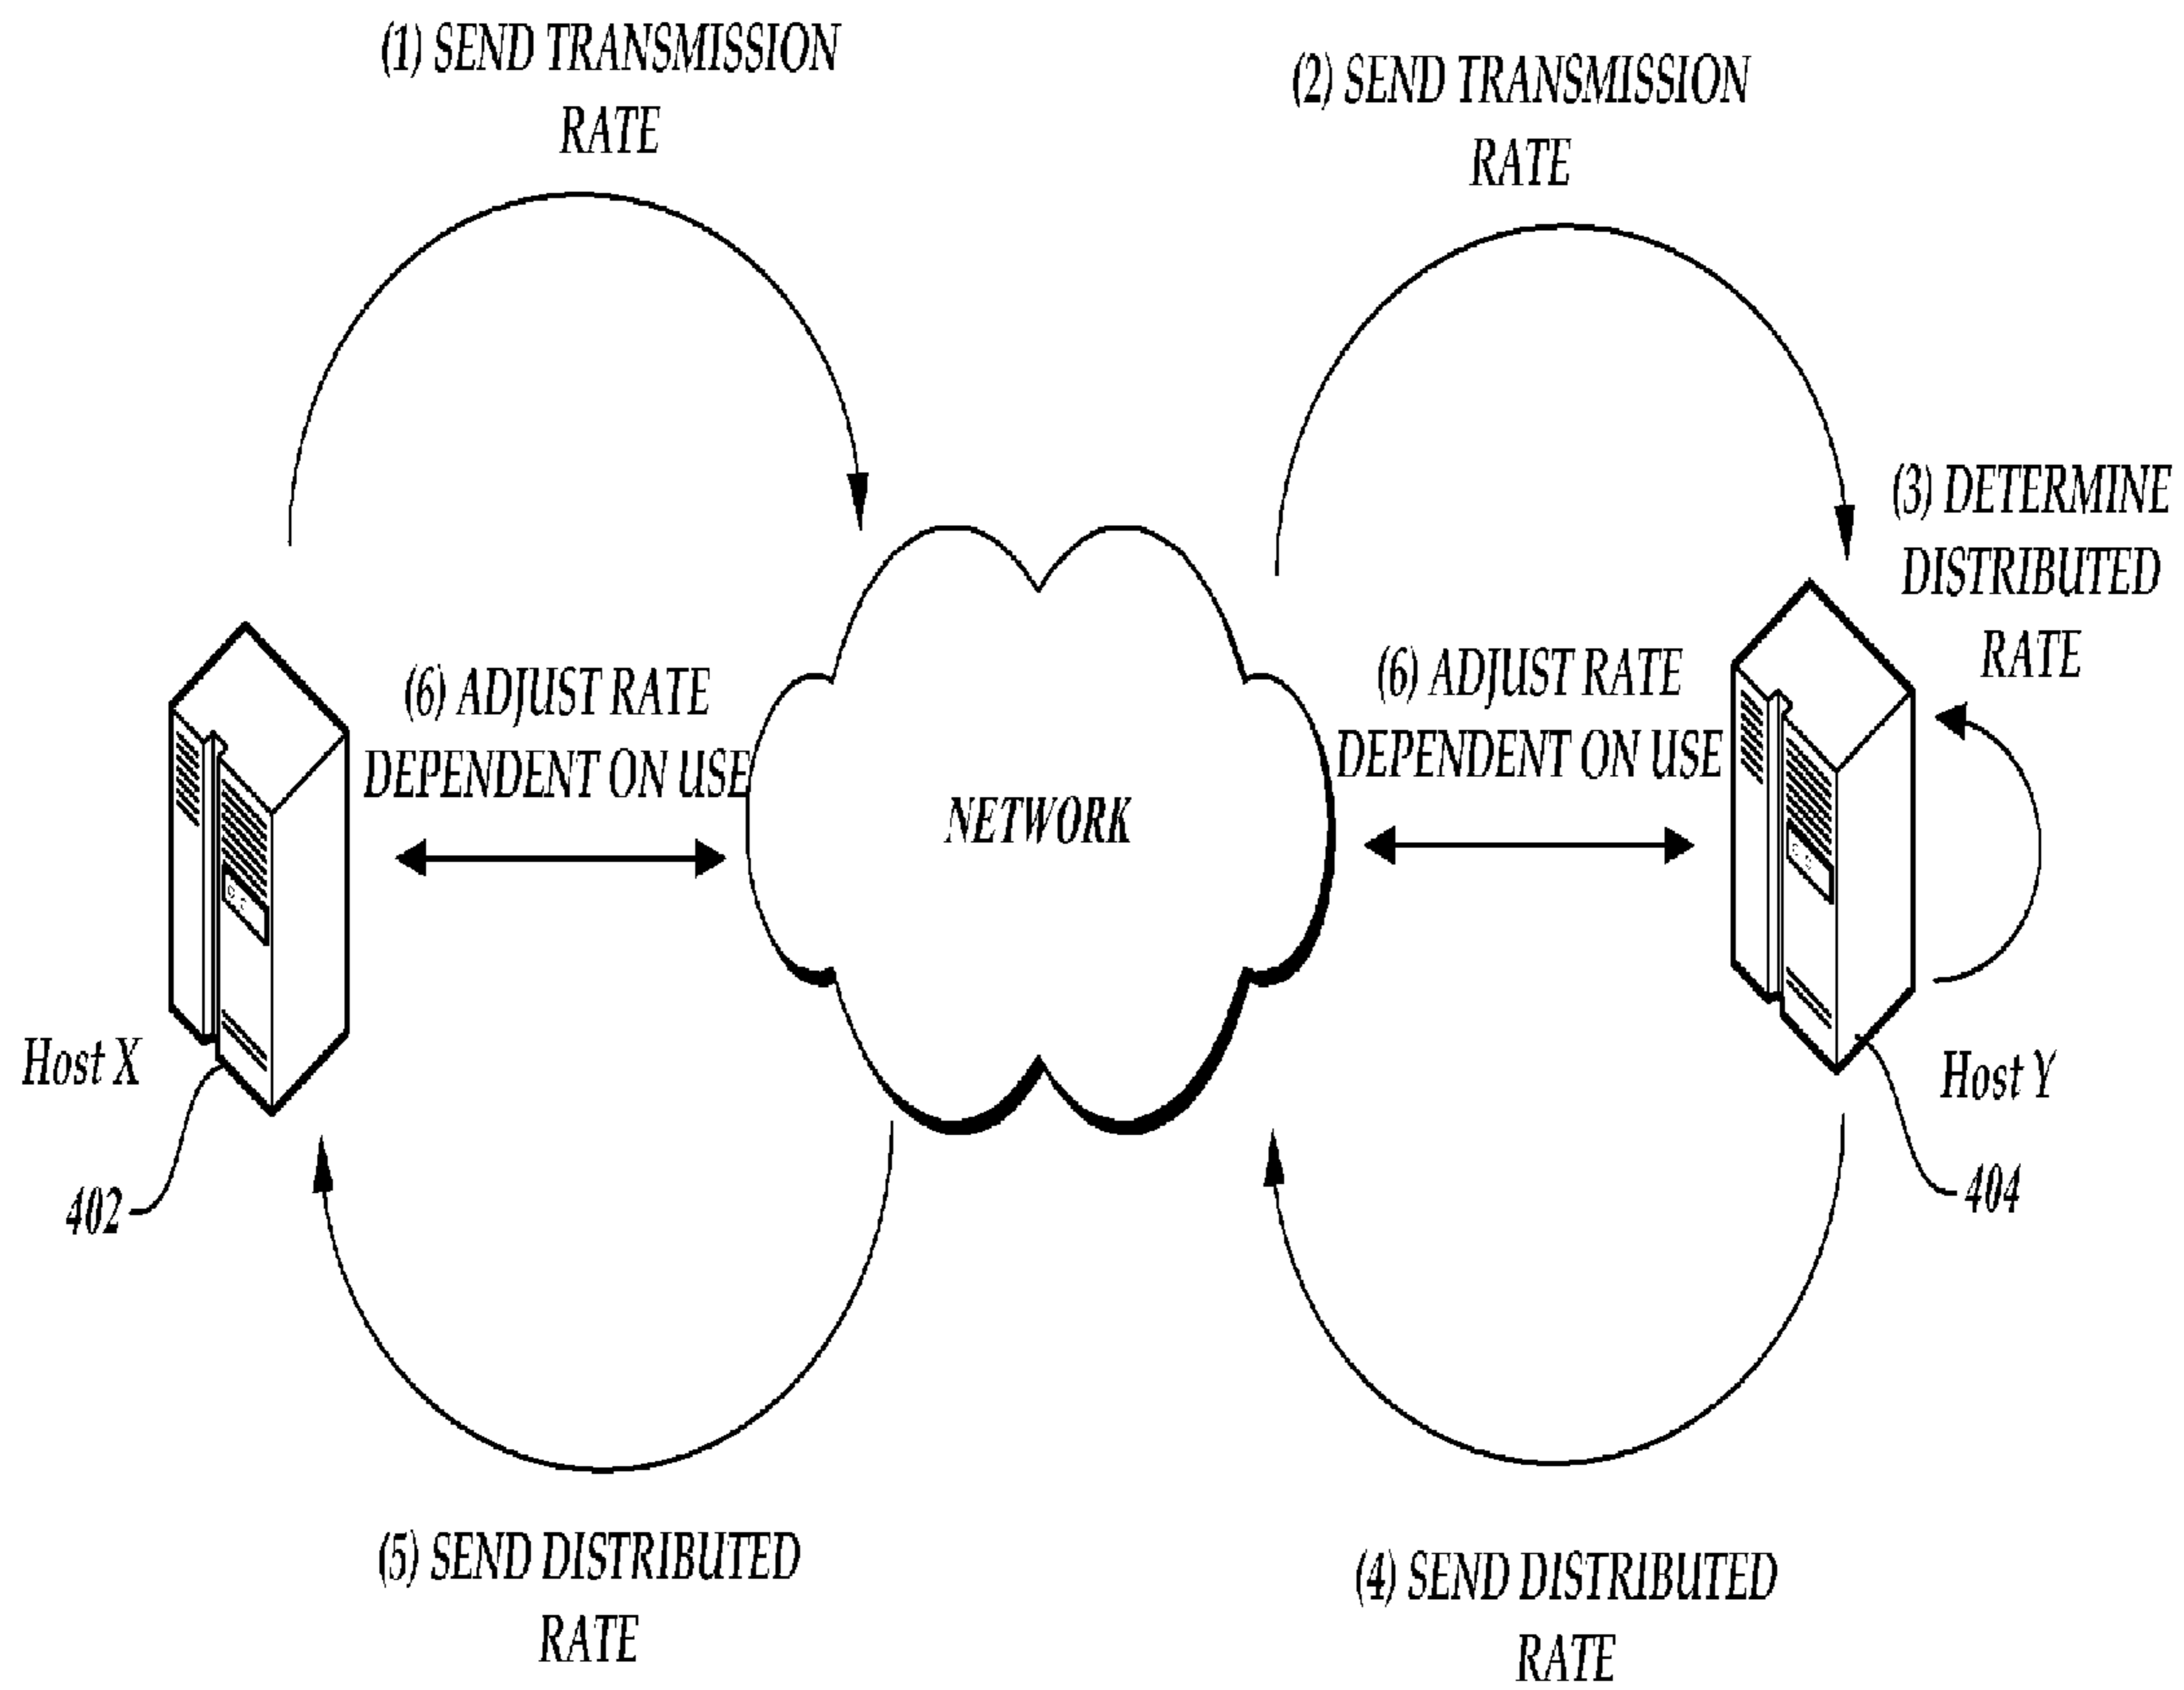 (1) SEND TRANSMISSION
RATE
(2) SEND TRANSMISSION
RATE
(3) DETERMINE
DISTRIBUTED
RATE
(6) ADJUST RATE
DEPENDENT ON USE
(6) ADJUST RATE
DEPENDENT ON USE
NETWORK
Host X
Host Y
402
404
(5) SEND DISTRIBUTED
RATE
(4) SEND DISTRIBUTED
RATE